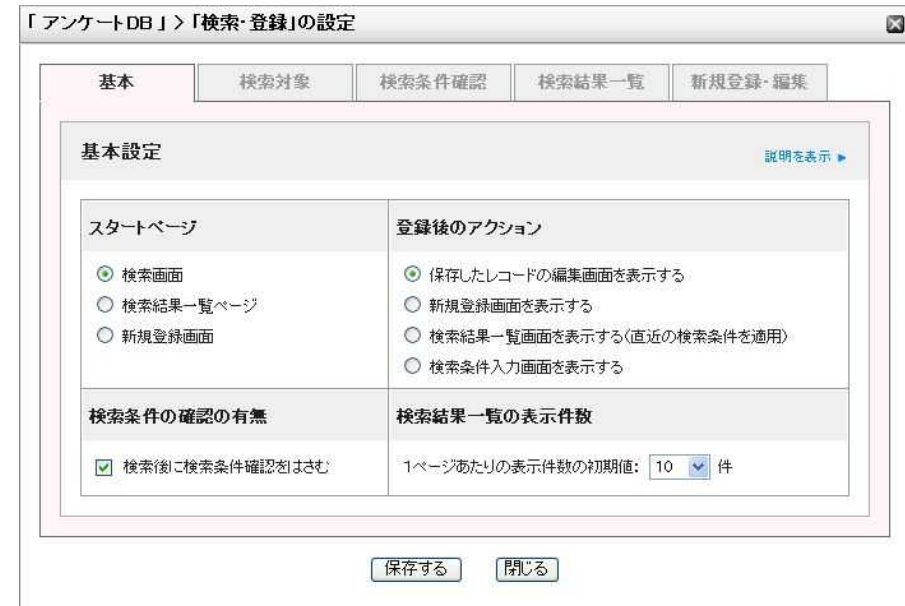 「アンケートDB」>「検索・登録」の設定
基本 検索対象 検索条件確認 検索結果一覧 新規登録・編集
基本設定
説明を表示
スタートページ
検索画面
検索結果一覧ページ
新規登録画面
登録後のアクション
保存したレコードの編集画面を表示する
新規登録画面を表示する
検索結果一覧画面を表示する(直近の検索条件を適用)
検索条件入力画面を表示する
検索条件の確認の有無
検索後に検索条件確認をはさむ
検索結果一覧の表示件数
1ページあたりの表示件数の初期値: 10 件
保存する 閉じる